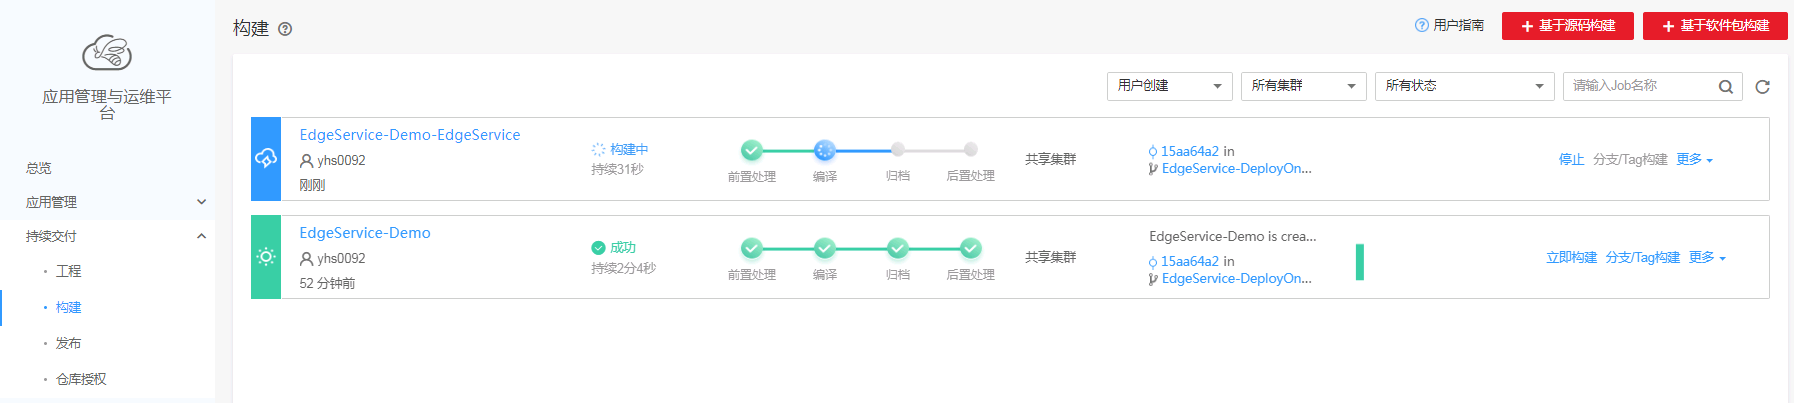 应用管理与运维平
台
总览
应用管理
持续交付
工程
构建
发布
仓库授权
构建
用户指南
基于源码构建
基于软件包构建
用户创建
所有集群
所有状态
请输入Job名称
EdgeService-Demo-EdgeService
yhs0092
刚刚
构建中
持续31秒
前置处理
编译
归档
后置处理
共享集群
15aa64a2 in
EdgeService-DeployOn...
停止 分支/Tag构建 更多
EdgeService-Demo
yhs0092
52 分钟前
成功
持续2分4秒
前置处理
编译
归档
后置处理
共享集群
EdgeService-Demo is crea...
15aa64a2 in
EdgeService-DeployOn...
立即构建 分支/Tag构建 更多